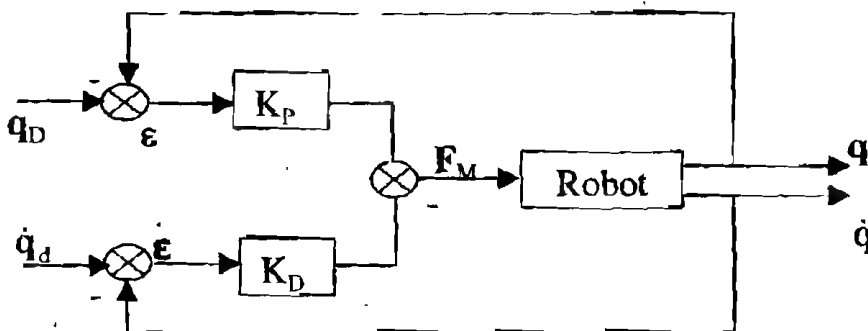 -
K_P
q_D
ε
F_M
q
Robot
-
q̇
q̇_d
ε
K_D
-